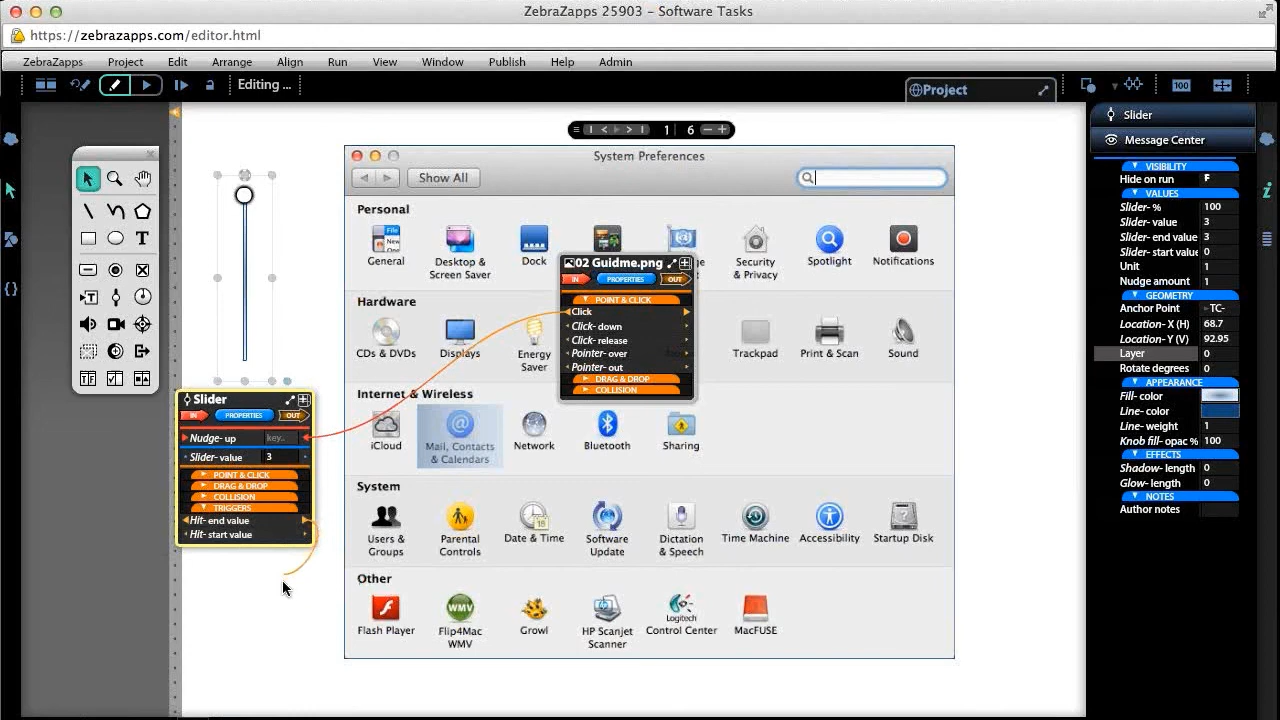 ZebraZapps 25903 – Software Tasks
https://zebrazapps.com/editor.html
ZebraZapps Project Edit Arrange Align Run View Window Publish Help Admin
Editing ...
Project
100
1 6
System Preferences
Show All
Personal
General
Desktop &
Screen Saver
Dock
Security
& Privacy
Spotlight
Notifications
Hardware
CDs & DVDs
Displays
Energy
Saver
Trackpad
Print & Scan
Sound
Internet & Wireless
iCloud
Mail, Contacts
& Calendars
Network
Bluetooth
Sharing
System
Users &
Groups
Parental
Controls
Date & Time
Software
Update
Dictation
& Speech
Time Machine
Accessibility
Startup Disk
Other
Flash Player
Flip4Mac
WMV
Growl
HP Scanjet
Scanner
Logitech
Control Center
MacFUSE
02 Guidme.png
IN PROPERTIES OUT
POINT & CLICK
Click
Click- down
Click- release
Pointer- over
Pointer- out
DRAG & DROP
COLLISION
Slider
IN PROPERTIES OUT
Nudge- up key..
Slider- value 3
POINT & CLICK
DRAG & DROP
COLLISION
TRIGGERS
Hit- end value
Hit- start value
Slider
Message Center
VISIBILITY
Hide on run F
VALUES
Slider- % 100
Slider- value 3
Slider- end value 3
Slider- start value 0
Unit 1
Nudge amount 1
GEOMETRY
Anchor Point -TC-
Location- X (H) 68.7
Location- Y (V) 92.95
Layer 0
Rotate degrees 0
APPEARANCE
Fill- color
Line- color
Line- weight 1
Knob fill- opac % 100
EFFECTS
Shadow- length 0
Glow- length 0
NOTES
Author notes